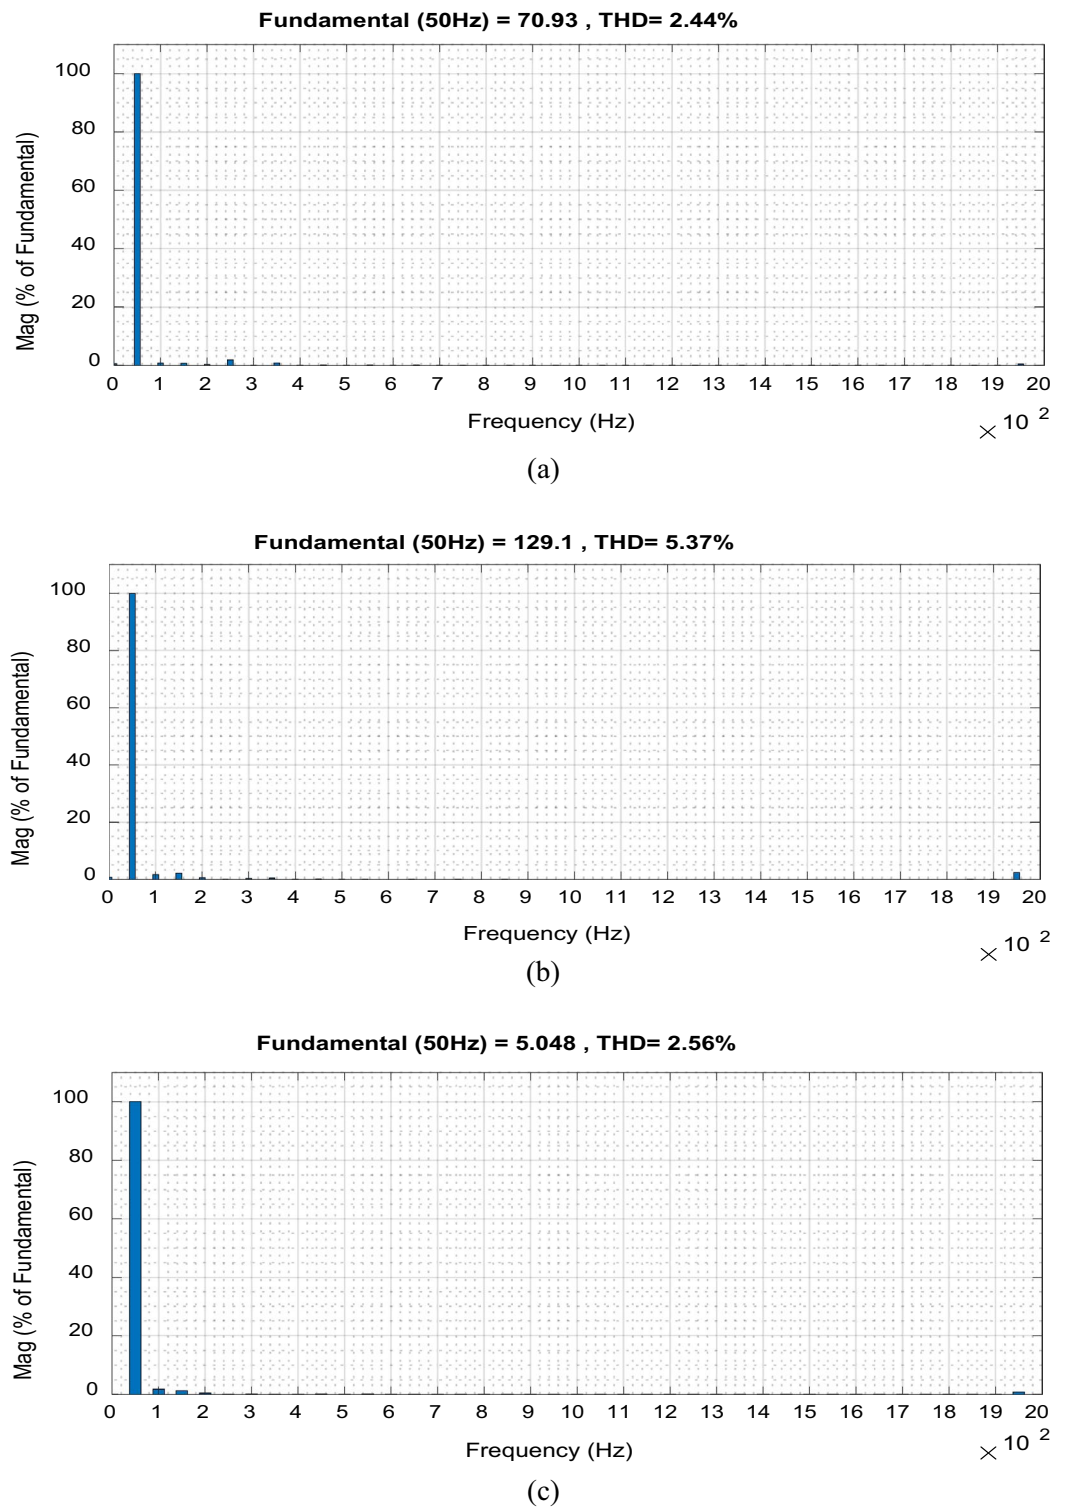 Fundamental (50Hz) = 70.93 , THD= 2.44%
Mag (% of Fundamental)
100
80
60
40
20
0
0 1 2 3 4 5 6 7 8 9 10 11 12 13 14 15 16 17 18 19 20
Frequency (Hz)
× 10 2
(a)
Fundamental (50Hz) = 129.1 , THD= 5.37%
Mag (% of Fundamental)
100
80
60
40
20
0
0 1 2 3 4 5 6 7 8 9 10 11 12 13 14 15 16 17 18 19 20
Frequency (Hz)
× 10 2
(b)
Fundamental (50Hz) = 5.048 , THD= 2.56%
Mag (% of Fundamental)
100
80
60
40
20
0
0 1 2 3 4 5 6 7 8 9 10 11 12 13 14 15 16 17 18 19 20
Frequency (Hz)
× 10 2
(c)